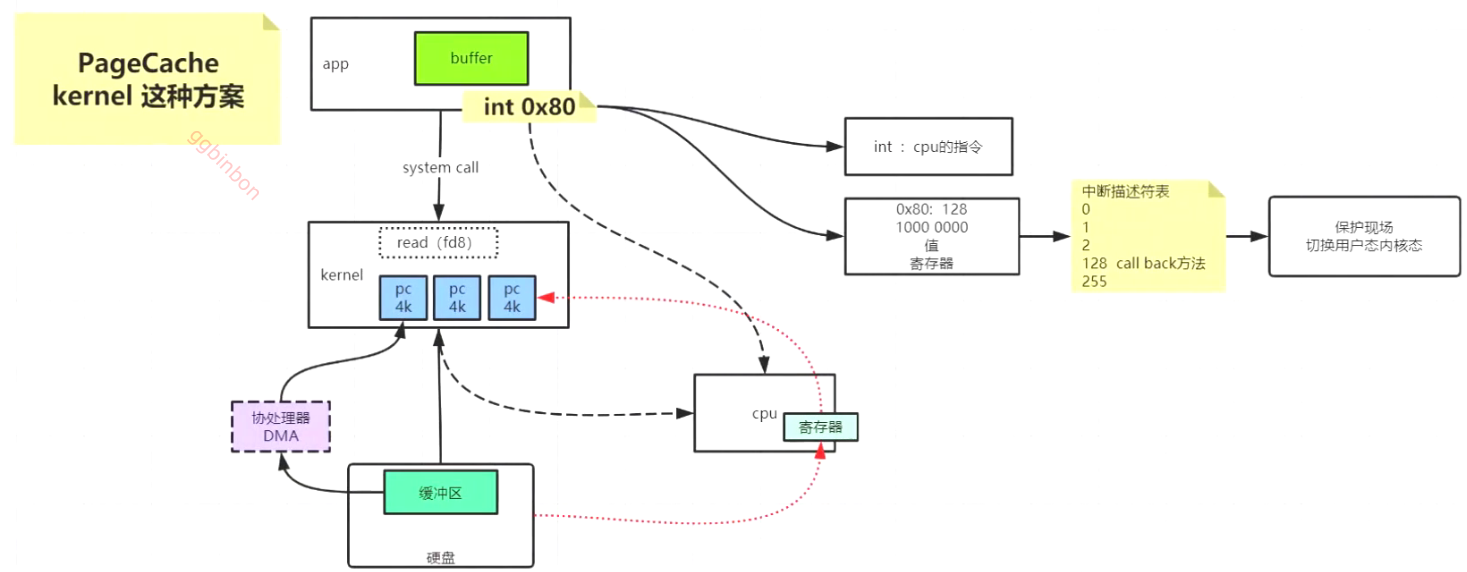 PageCache
kernel 这种方案
ggbinbon
app
buffer
int 0x80
system call
int ：cpu的指令
0x80: 128
1000 0000
值
寄存器
中断描述符表
0
1
2
128 call back方法
255
保护现场
切换用户态内核态
read（fd8）
kernel
pc
4k
pc
4k
pc
4k
协处理器
DMA
cpu
寄存器
缓冲区
硬盘